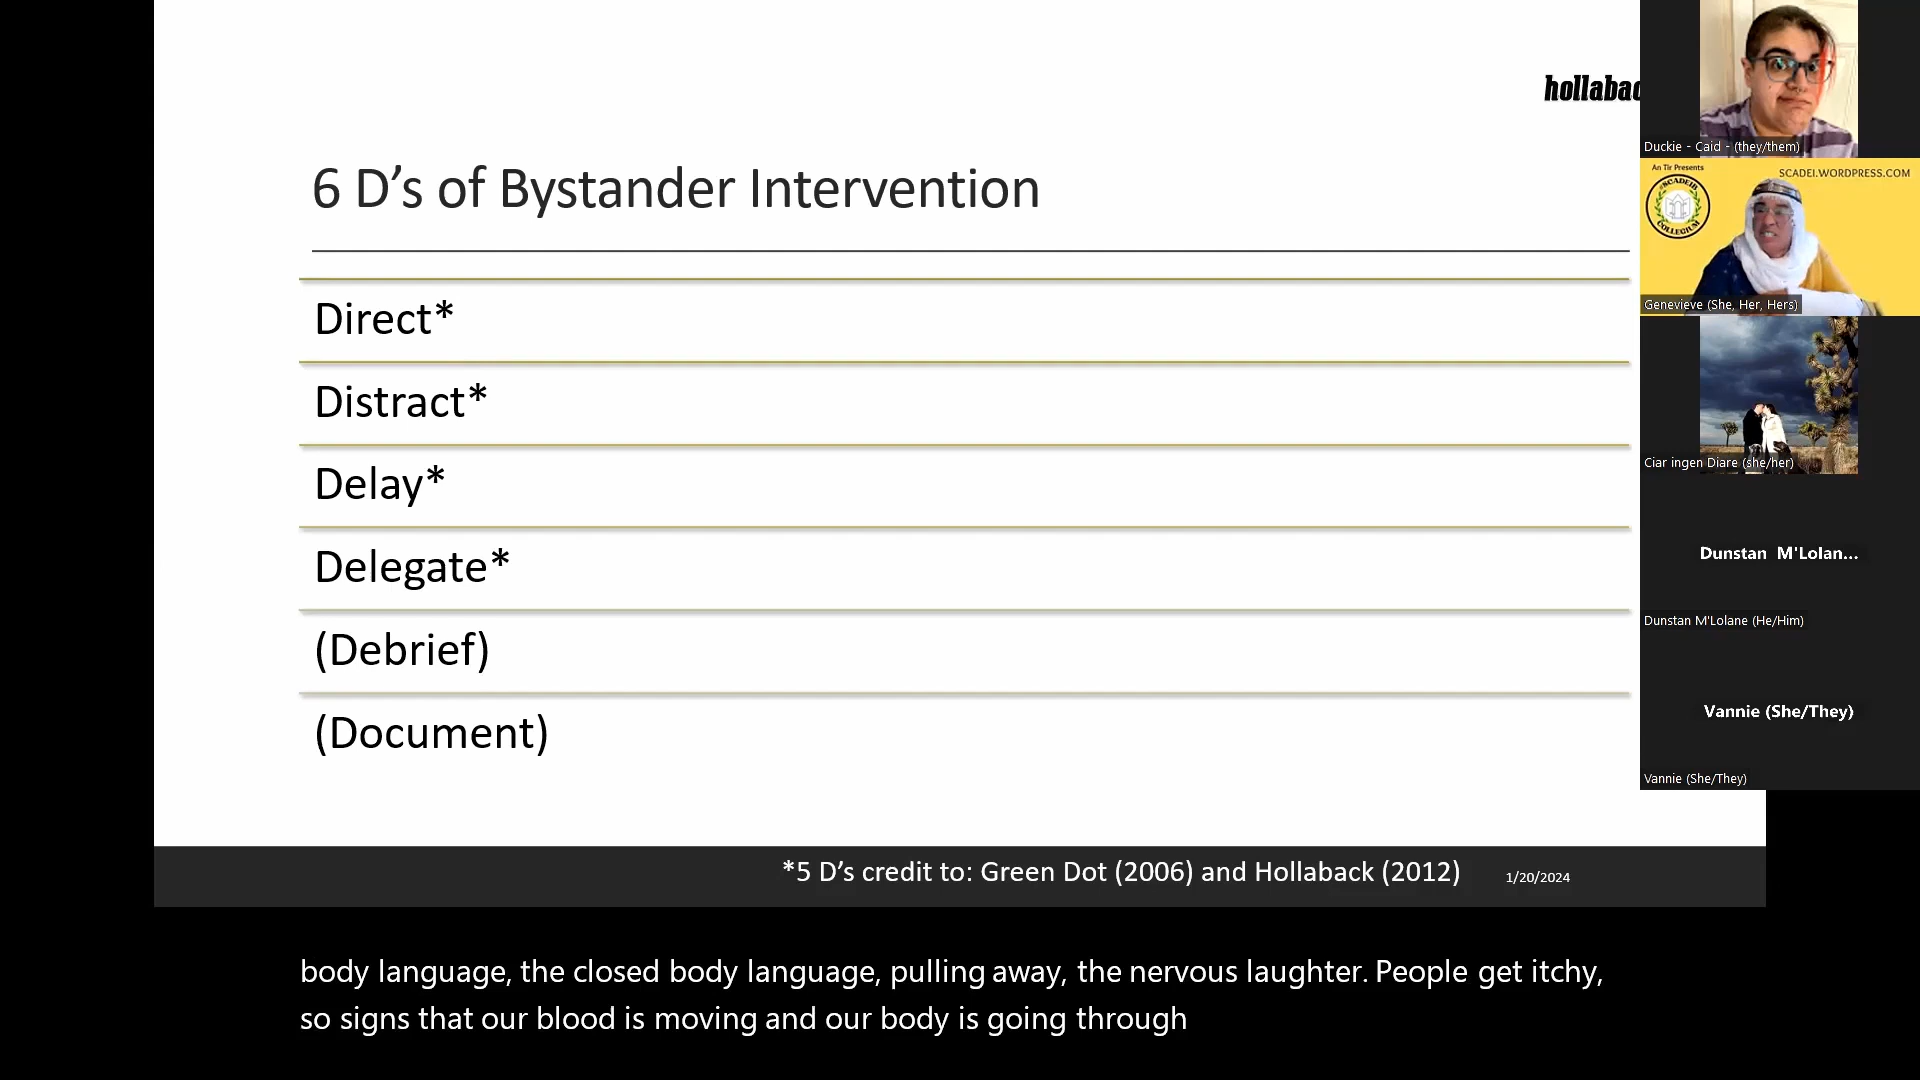 hollabac
6 D’s of Bystander Intervention
Direct*
Distract*
Delay*
Delegate*
(Debrief)
(Document)
*5 D’s credit to: Green Dot (2006) and Hollaback (2012)
1/20/2024
Duckie - Caid - (they/them)
An Tir Presents
SCADEI.WORDPRESS.COM
SCADEIB
COLLEGIUM
Genevieve (She, Her, Hers)
Ciar ingen Diare (she/her)
Dunstan M'Lolan...
Dunstan M'Lolane (He/Him)
Vannie (She/They)
Vannie (She/They)
body language, the closed body language, pulling away, the nervous laughter. People get itchy,
so signs that our blood is moving and our body is going through